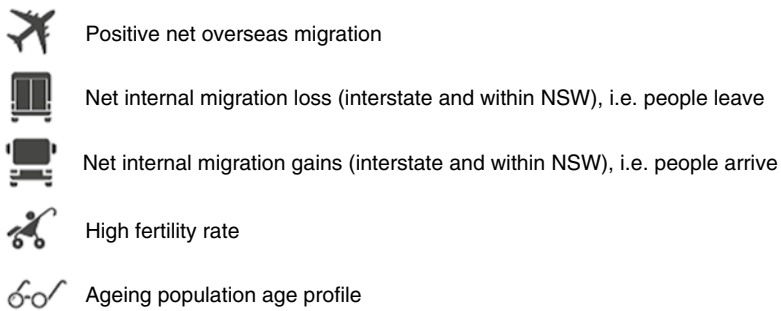 Positive net overseas migration
Net internal migration loss (interstate and within NSW), i.e. people leave
Net internal migration gains (interstate and within NSW), i.e. people arrive
High fertility rate
Ageing population age profile